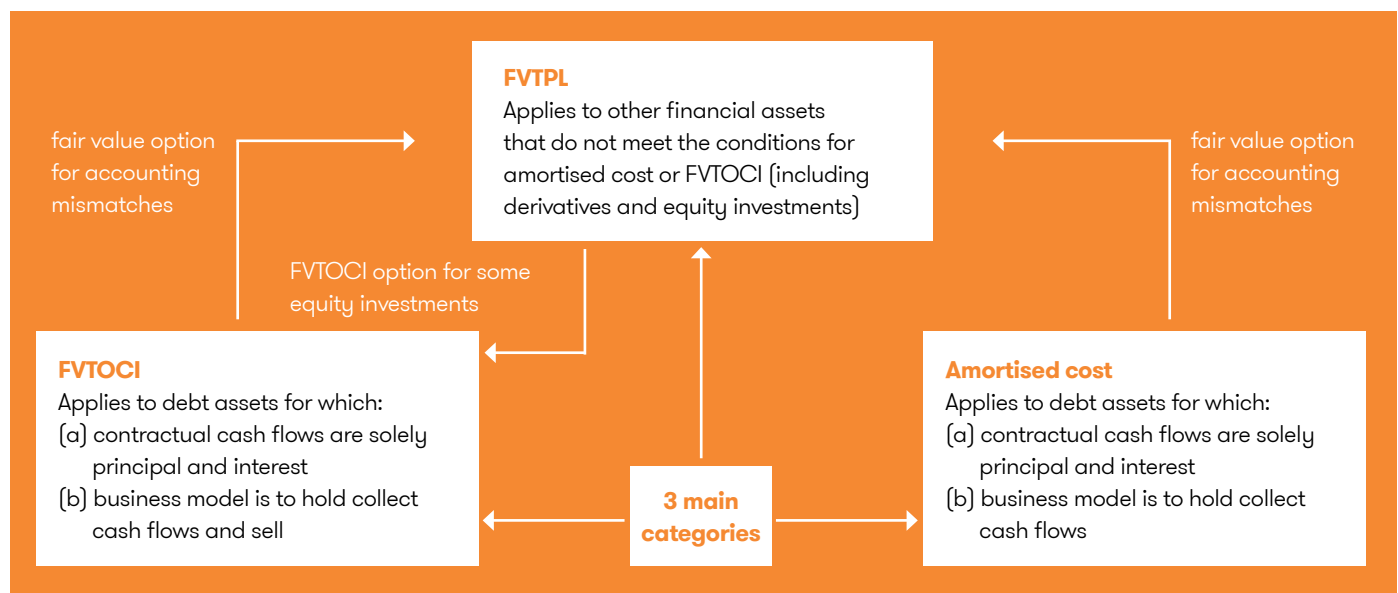 FVTPL
Applies to other financial assets
that do not meet the conditions for
amortised cost or FVTOCI (including
derivatives and equity investments)
fair value option
for accounting
mismatches
fair value option
for accounting
mismatches
FVTOCI option for some
equity investments
FVTOCI
Applies to debt assets for which:
(a) contractual cash flows are solely
principal and interest
(b) business model is to hold collect
cash flows and sell
3 main
categories
Amortised cost
Applies to debt assets for which:
(a) contractual cash flows are solely
principal and interest
(b) business model is to hold collect
cash flows